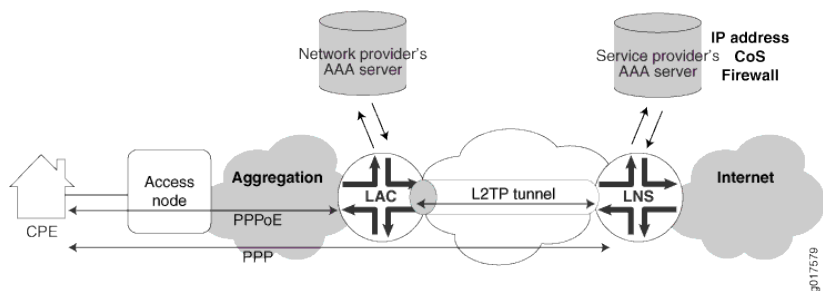 Network provider's
AAA server
Service provider's
AAA server
IP address
CoS
Firewall
Access
node
Aggregation
LAC
L2TP tunnel
LNS
Internet
CPE
PPPoE
PPP
g017579